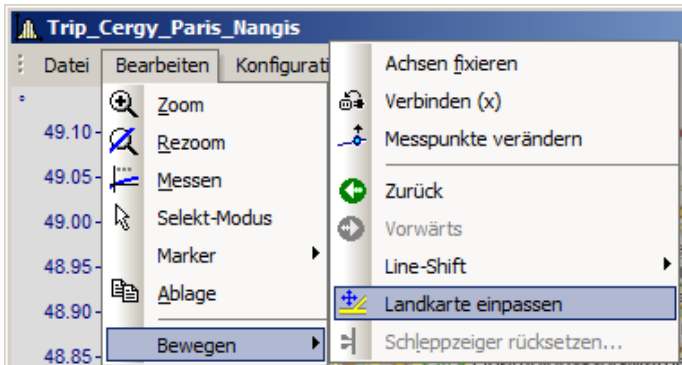 Trip_Cergy_Paris_Nangis
Datei Bearbeiten Konfigurati
°
49.10
49.05
49.00
48.95
48.90
48.85
Zoom
Rezoom
Messen
Selekt-Modus
Marker
Ablage
Bewegen
Achsen fixieren
Verbinden (x)
Messpunkte verändern
Zurück
Vorwärts
Line-Shift
Landkarte einpassen
Schleppzeiger rücksetzen...